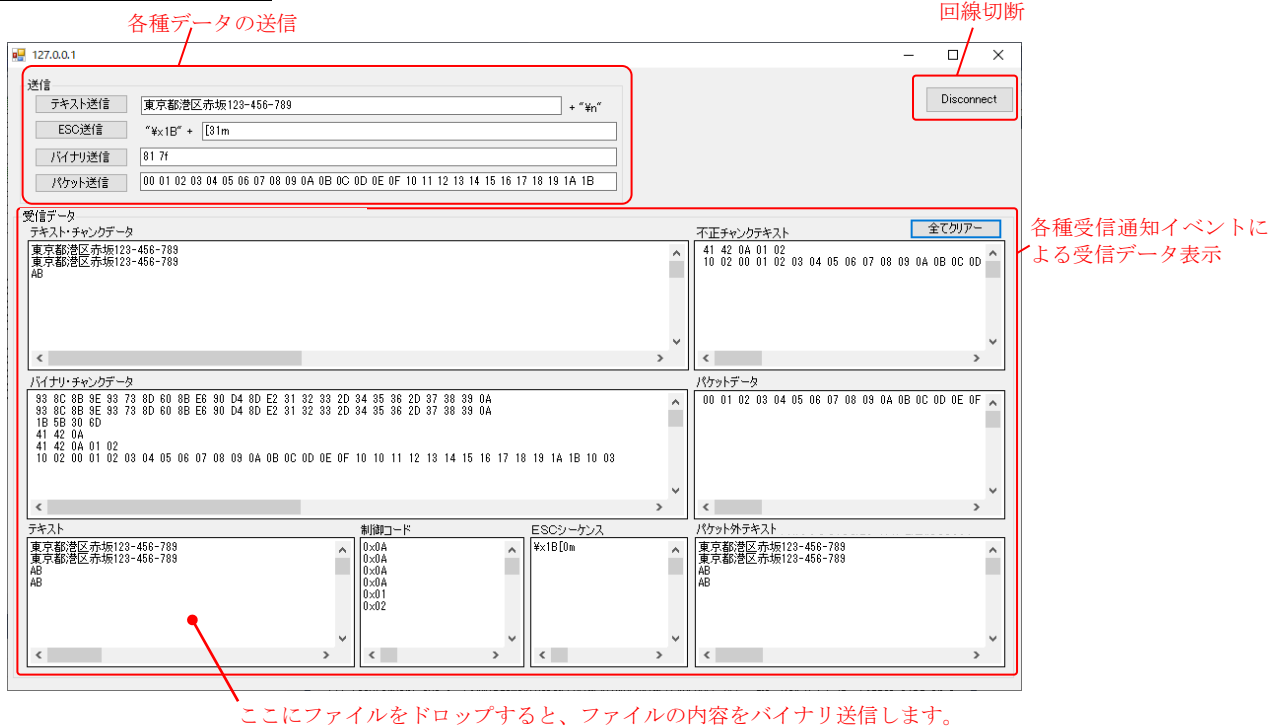 各種データの送信
回線切断
127.0.0.1
送信
テキスト送信 東京都港区赤坂123-456-789 + "¥n"
Disconnect
ESC送信 "¥x1B" + [31m
バイナリ送信 81 7f
パケット送信 00 01 02 03 04 05 06 07 08 09 0A 0B 0C 0D 0E 0F 10 11 12 13 14 15 16 17 18 19 1A 1B
受信データ
全てクリアー
各種受信通知イベントに
よる受信データ表示
テキスト・チャンクデータ
東京都港区赤坂123-456-789
東京都港区赤坂123-456-789
AB
不正チャンクテキスト
41 42 0A 01 02
10 02 00 01 02 03 04 05 06 07 08 09 0A 0B 0C 0D
バイナリ・チャンクデータ
93 8C 8B 9E 93 73 8D 60 8B E6 90 D4 8D E2 31 32 33 2D 34 35 36 2D 37 38 39 0A
93 8C 8B 9E 93 73 8D 60 8B E6 90 D4 8D E2 31 32 33 2D 34 35 36 2D 37 38 39 0A
1B 5B 30 6D
41 42 0A
41 42 0A 01 02
10 02 00 01 02 03 04 05 06 07 08 09 0A 0B 0C 0D 0E 0F 10 10 11 12 13 14 15 16 17 18 19 1A 1B 10 03
パケットデータ
00 01 02 03 04 05 06 07 08 09 0A 0B 0C 0D 0E 0F
テキスト
東京都港区赤坂123-456-789
東京都港区赤坂123-456-789
AB
AB
制御コード
0x0A
0x0A
0x0A
0x0A
0x01
0x02
ESCシーケンス
¥x1B[0m
パケット外テキスト
東京都港区赤坂123-456-789
東京都港区赤坂123-456-789
AB
AB
ここにファイルをドロップすると、ファイルの内容をバイナリ送信します。